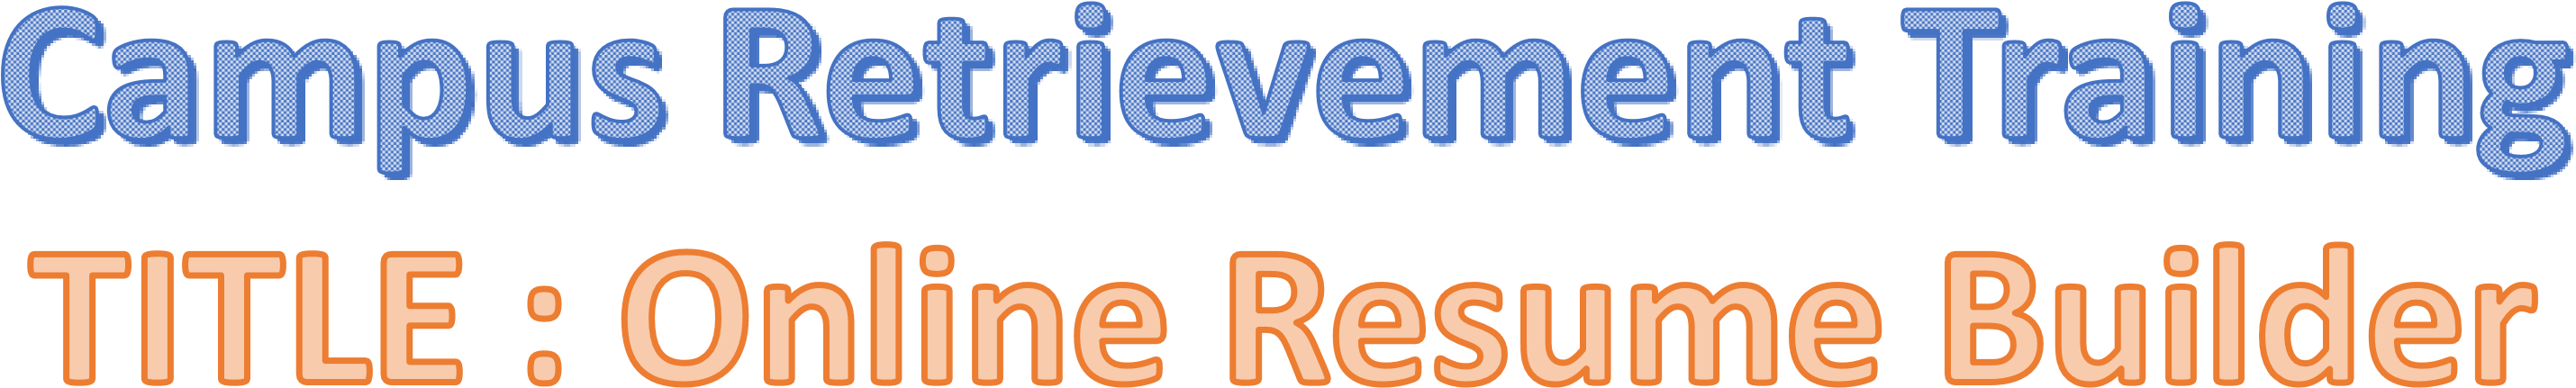 Campus Retrievement Training
TITLE : Online Resume Builder